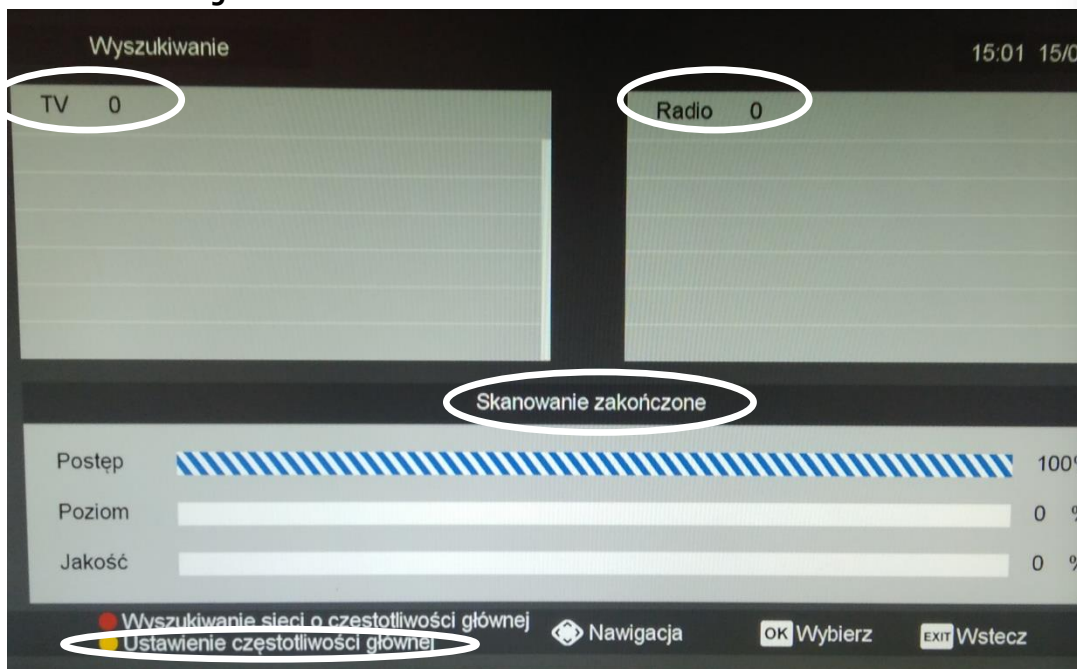 Wyszukiwanie 15:01 15/0
TV 0
Radio 0
Skanowanie zakończone
Postęp 100%
Poziom 0 %
Jakość 0 %
Wyszukiwanie sieci o częstotliwości głównej
Ustawienie częstotliwości głównej
Nawigacja
OK Wybierz
EXIT Wstecz